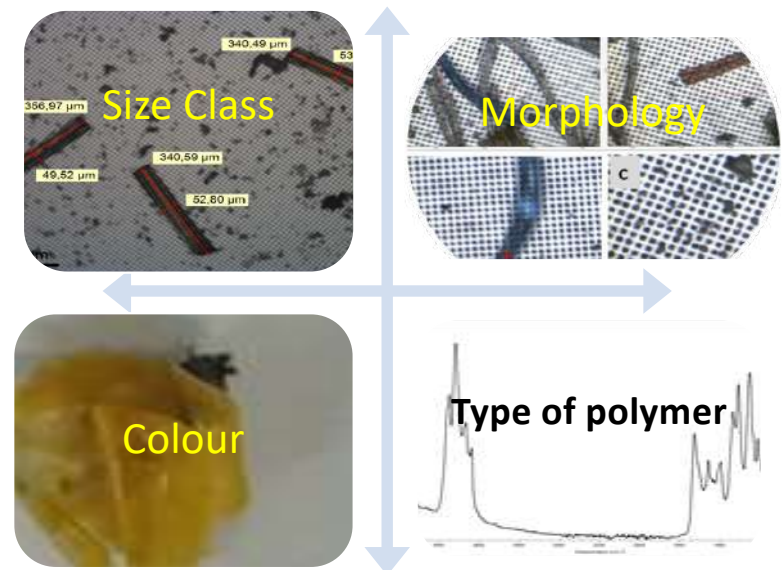 340,49 µm
53
Size Class
356,97 µm
340,59 µm
49,52 µm
52,80 µm
Morphology
c
Colour
Type of polymer